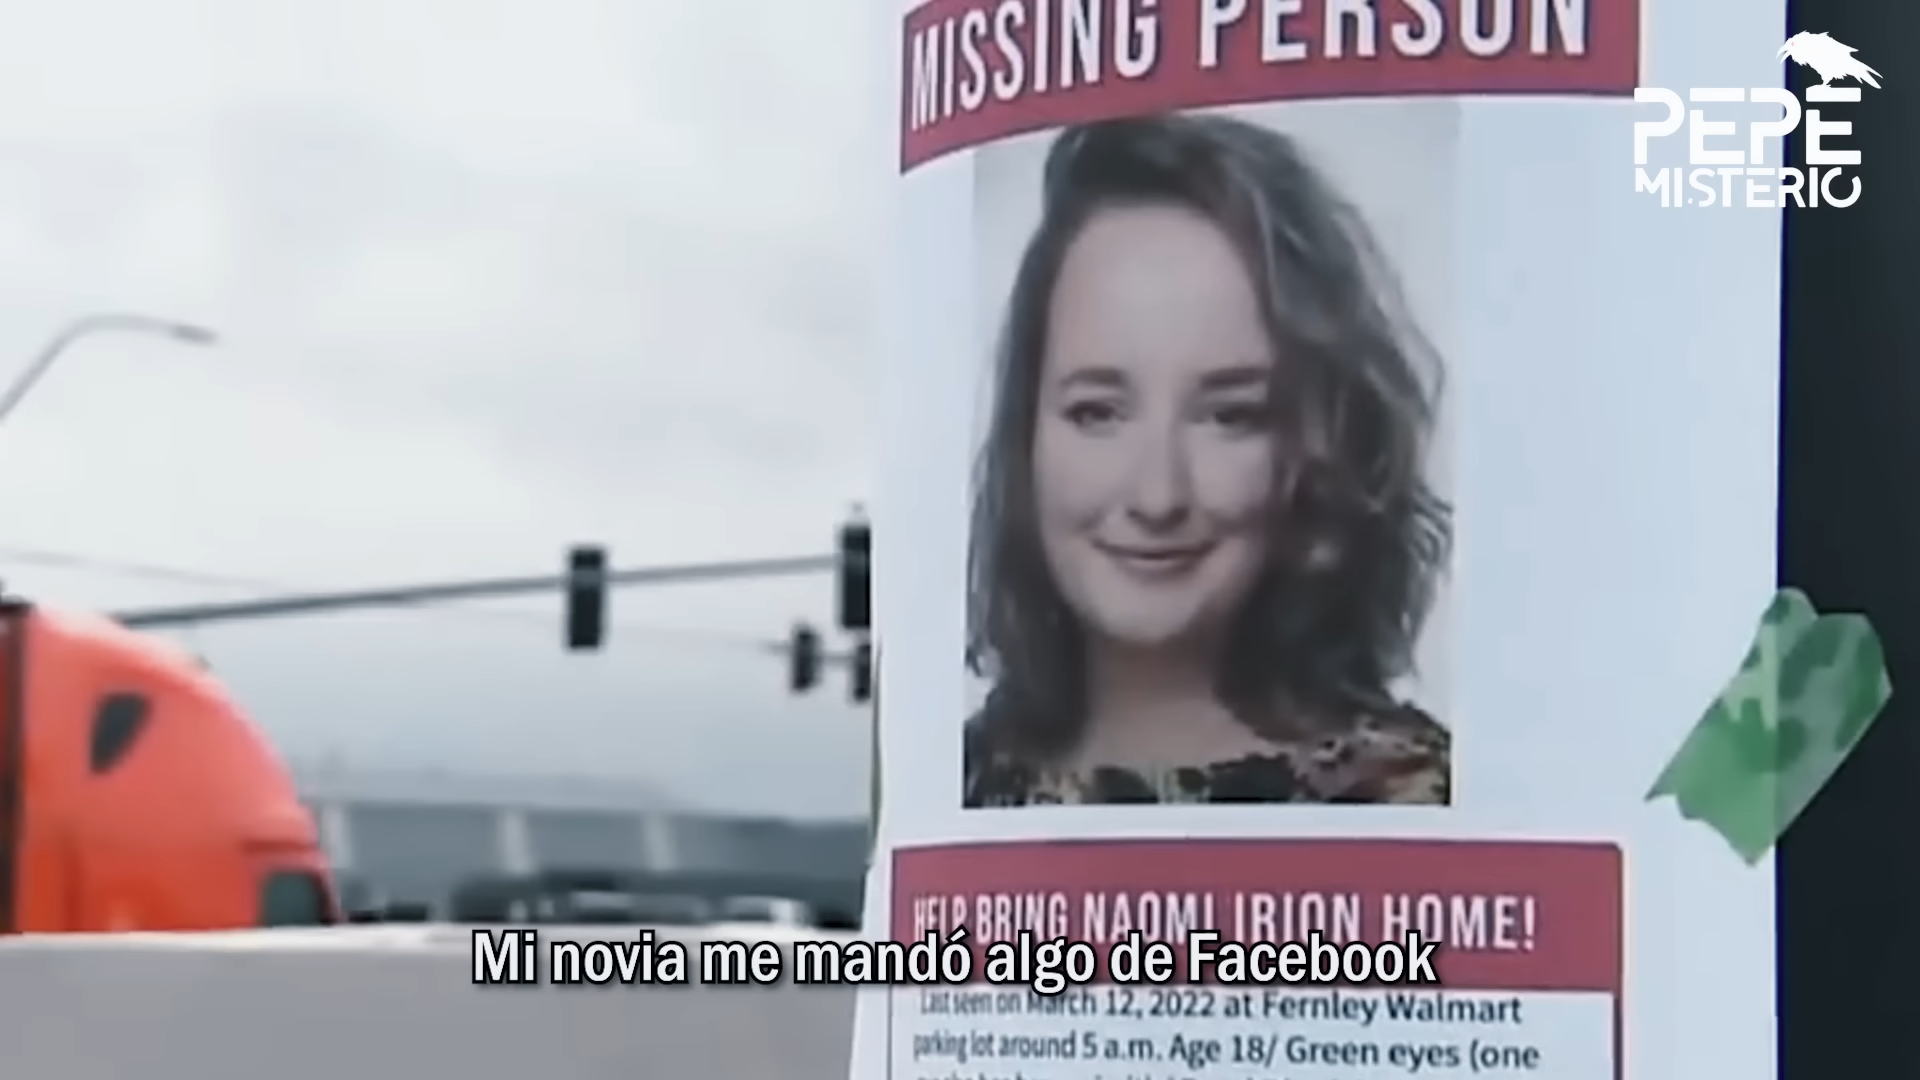 MISSING PERSON
PEPE
MISTERIO
HELP BRING NAOMI IRION HOME!
Mi novia me mandó algo de Facebook
Last seen on March 12, 2022 at Fernley Walmart
parking lot around 5 a.m. Age 18/ Green eyes (one